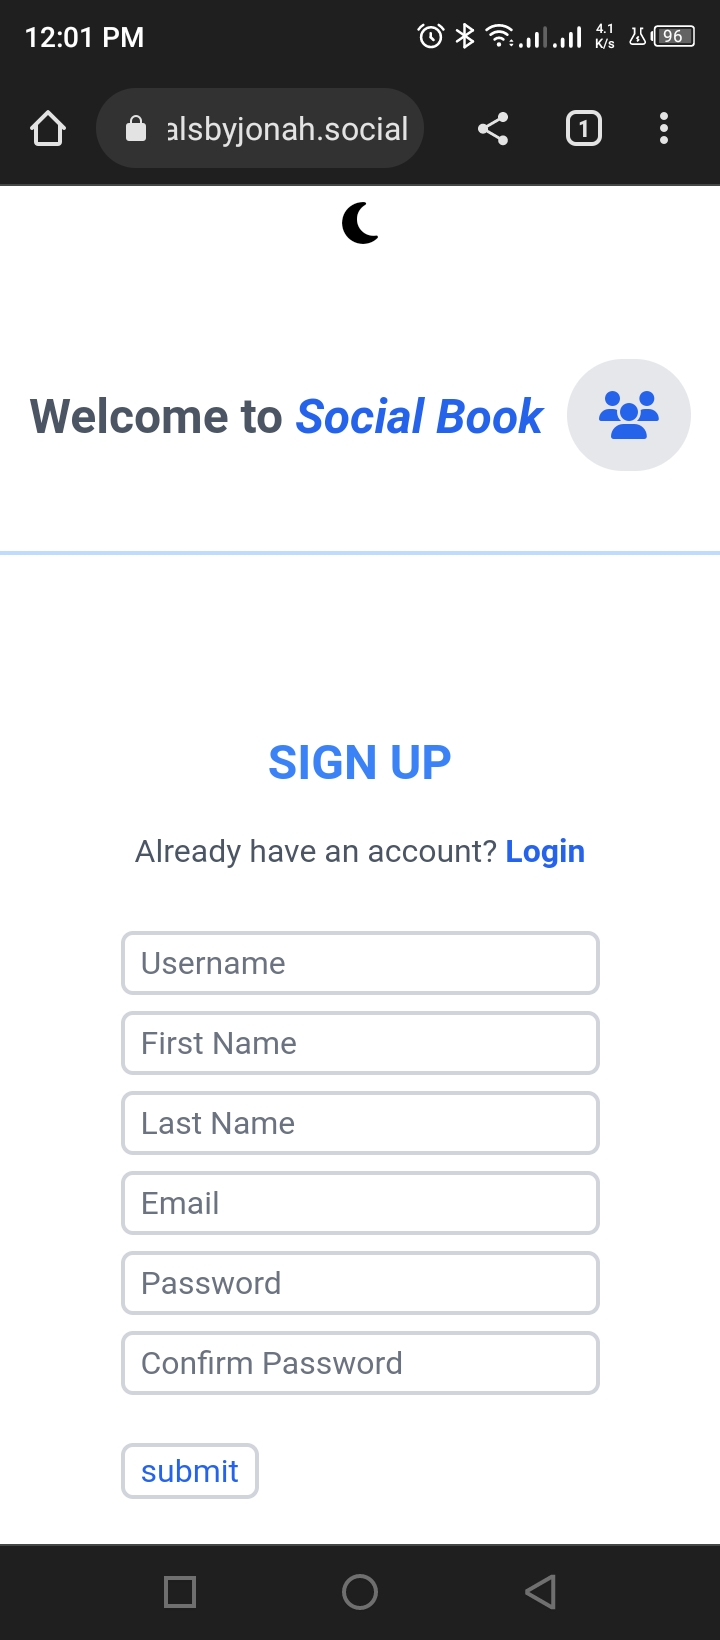 12:01 PM
4.1
K/s
96
alsbyjonah.social
1
Welcome to Social Book
SIGN UP
Already have an account? Login
Username
First Name
Last Name
Email
Password
Confirm Password
submit